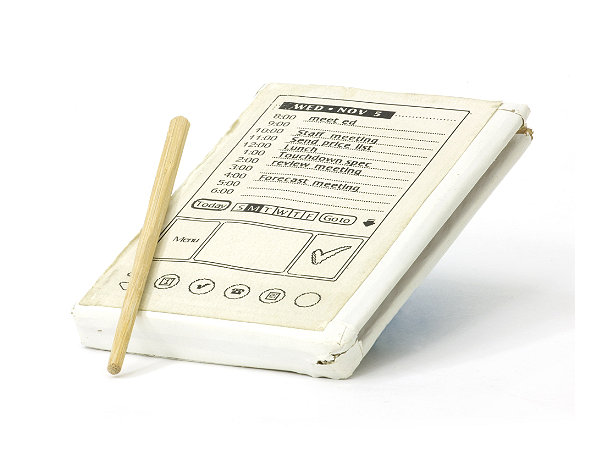 WED • NOV 5
8:00 meet ed
9:00
10:00 Staff meeting
11:00 Send price list
12:00 Lunch
1:00 Touchdown spec
2:00 review meeting
3:00
4:00 Forecast meeting
5:00
6:00
Today S M T W T F Go to
Menu